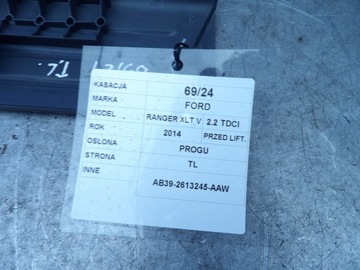 KASACJA 69/24
MARKA FORD
MODEL RANGER XLT V 2.2 TDCI
ROK 2014 PRZED LIFT.
OSŁONA PROGU
STRONA TL
INNE AB39-2613245-AAW
TL.